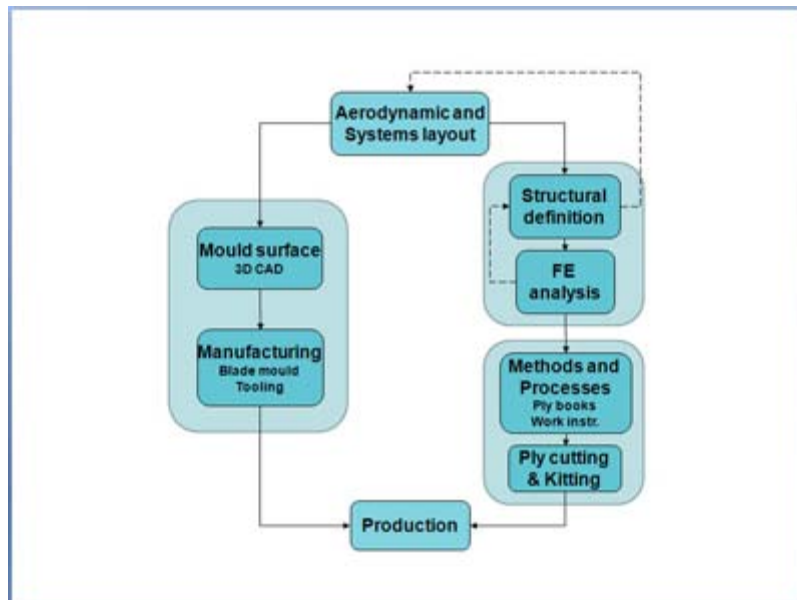 Aerodynamic and
Systems layout
Mould surface
3D CAD
Manufacturing
Blade mould
Tooling
Structural
definition
FE
analysis
Methods and
Processes
Ply books
Work instr.
Ply cutting
& Kitting
Production